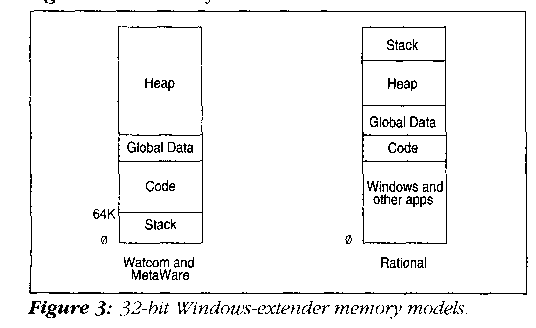 Heap
Global Data
Code
64K
Stack
Ø
Watcom and
MetaWare
Stack
Heap
Global Data
Code
Windows and
other apps
Ø
Rational
Figure 3: 32-bit Windows-extender memory models.